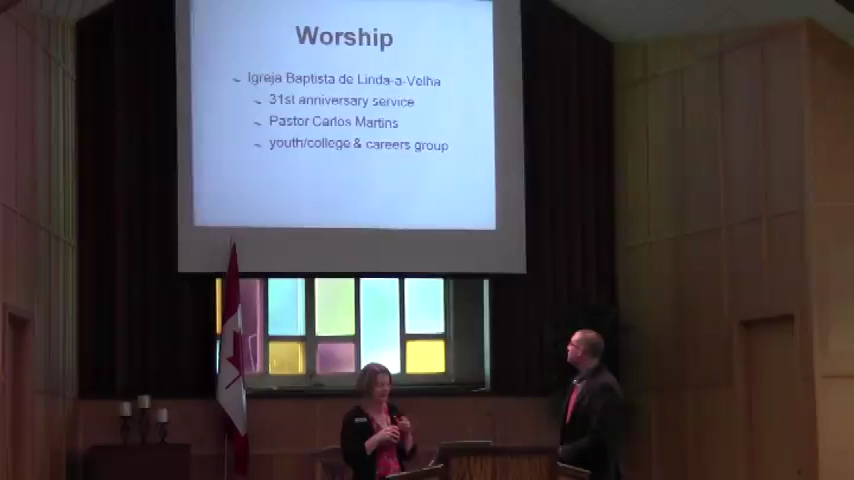 Worship
Igreja Baptista de Linda-a-Velha
31st anniversary service
Pastor Carlos Martins
youth/college & careers group